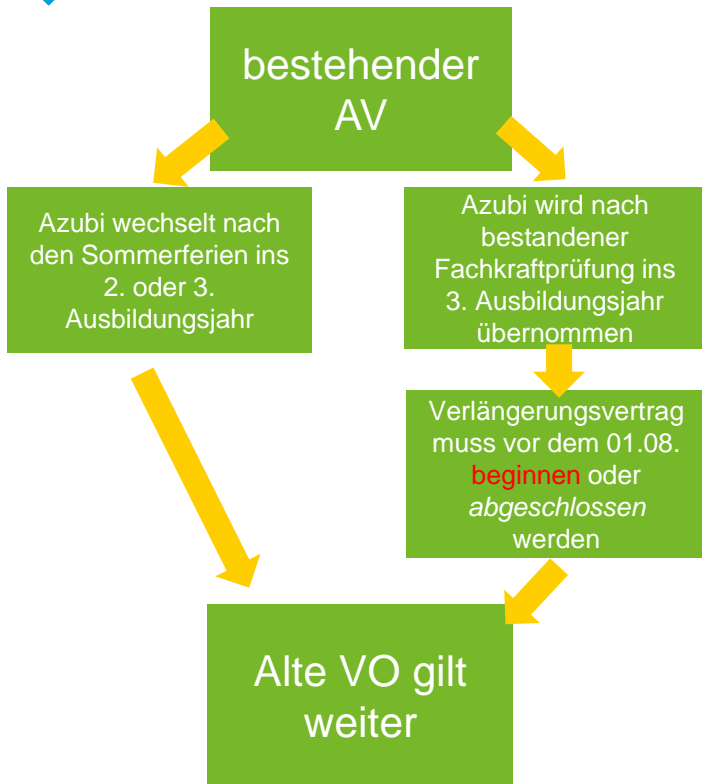 bestehender
AV
Azubi wechselt nach
den Sommerferien ins
2. oder 3.
Ausbildungsjahr
Azubi wird nach
bestandener
Fachkraftprüfung ins
3. Ausbildungsjahr
übernommen
Verlängerungsvertrag
muss vor dem 01.08.
beginnen oder
abgeschlossen
werden
Alte VO gilt
weiter